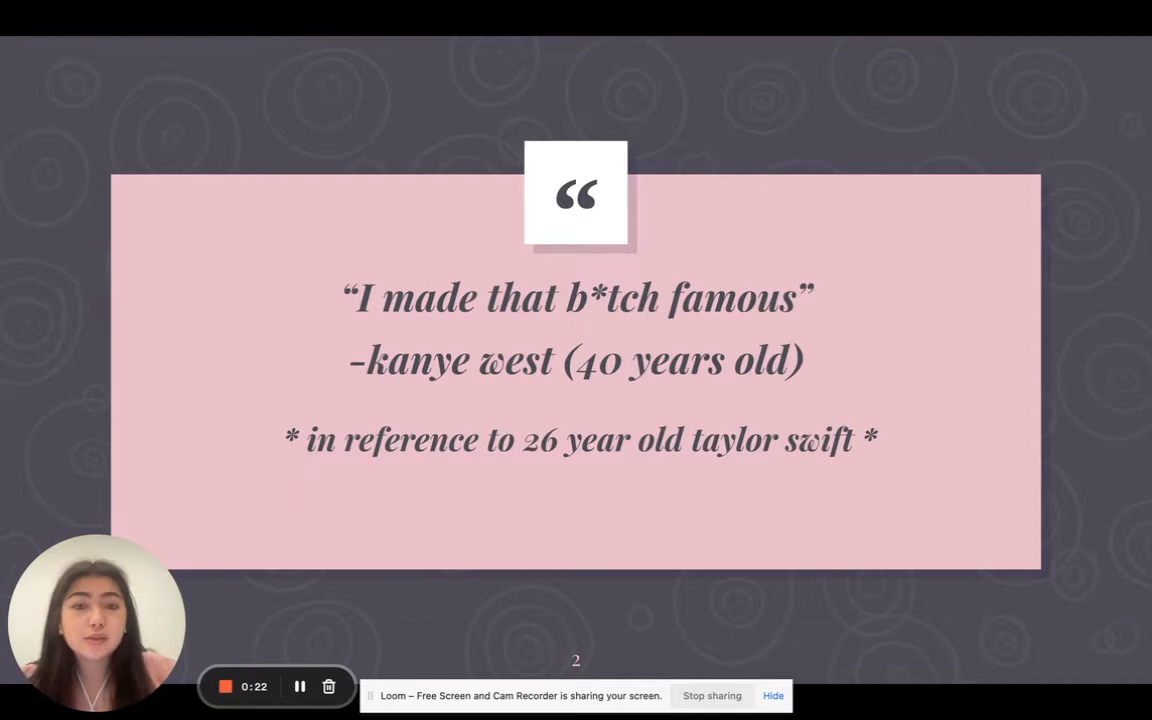 “
“I made that b*tch famous”
-kanye west (40 years old)
* in reference to 26 year old taylor swift *
2
0:22
Loom – Free Screen and Cam Recorder is sharing your screen.
Stop sharing
Hide